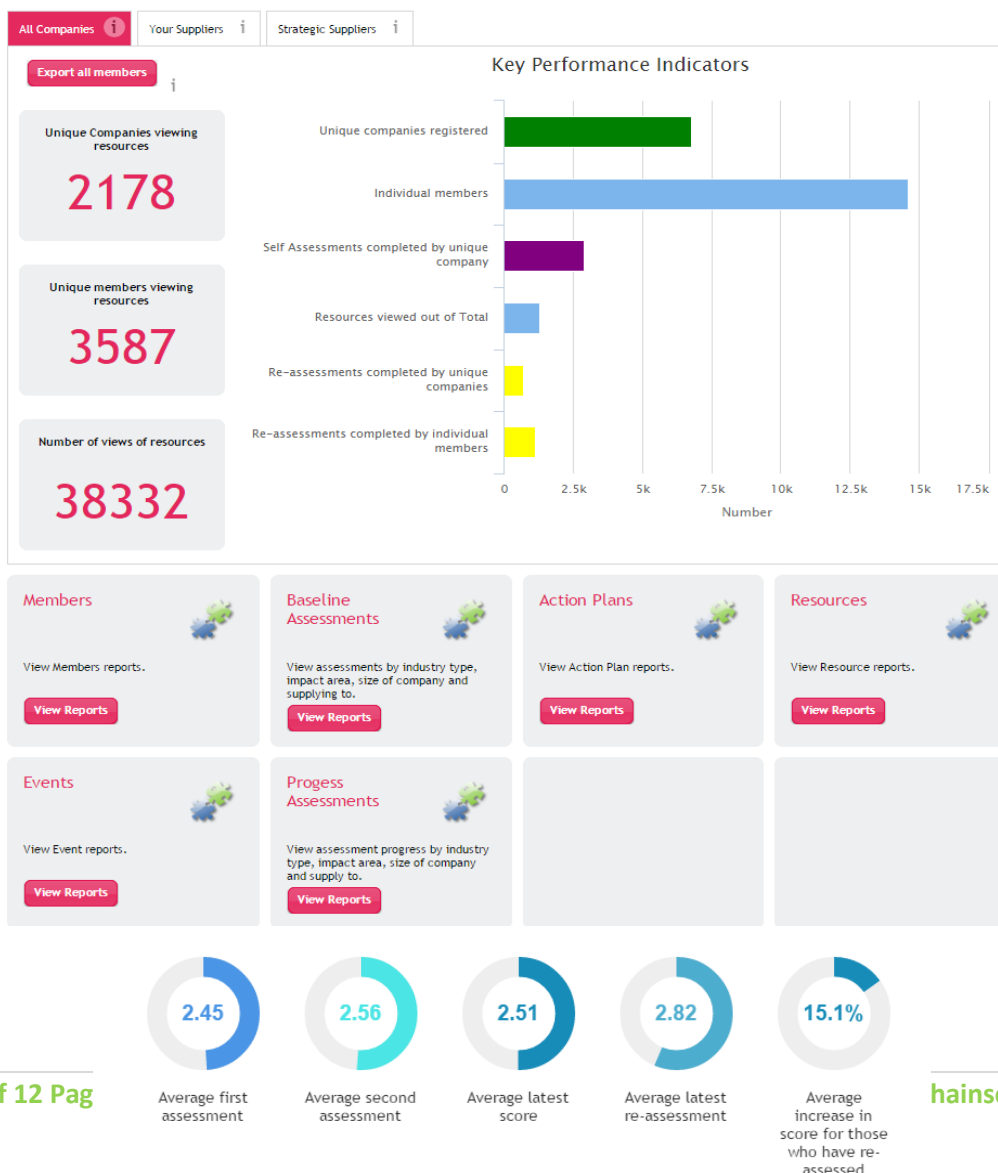 All Companies i
Your Suppliers i
Strategic Suppliers i
Export all members
i
Unique Companies viewing
resources
2178
Unique members viewing
resources
3587
Number of views of resources
38332
Key Performance Indicators
Unique companies registered
Individual members
Self Assessments completed by unique
company
Resources viewed out of Total
Re-assessments completed by unique
companies
Re-assessments completed by individual
members
0 2.5k 5k 7.5k 10k 12.5k 15k 17.5k
Number
Members
View Members reports.
View Reports
Baseline
Assessments
View assessments by industry type,
impact area, size of company and
supplying to.
View Reports
Action Plans
View Action Plan reports.
View Reports
Resources
View Resource reports.
View Reports
Events
View Event reports.
View Reports
Progess
Assessments
View assessment progress by industry
type, impact area, size of company
and supply to.
View Reports
2.45
Average first
assessment
2.56
Average second
assessment
2.51
Average latest
score
2.82
Average latest
re-assessment
15.1%
Average
increase in
score for those
who have re-
assessed
f 12 Pag
hainsc